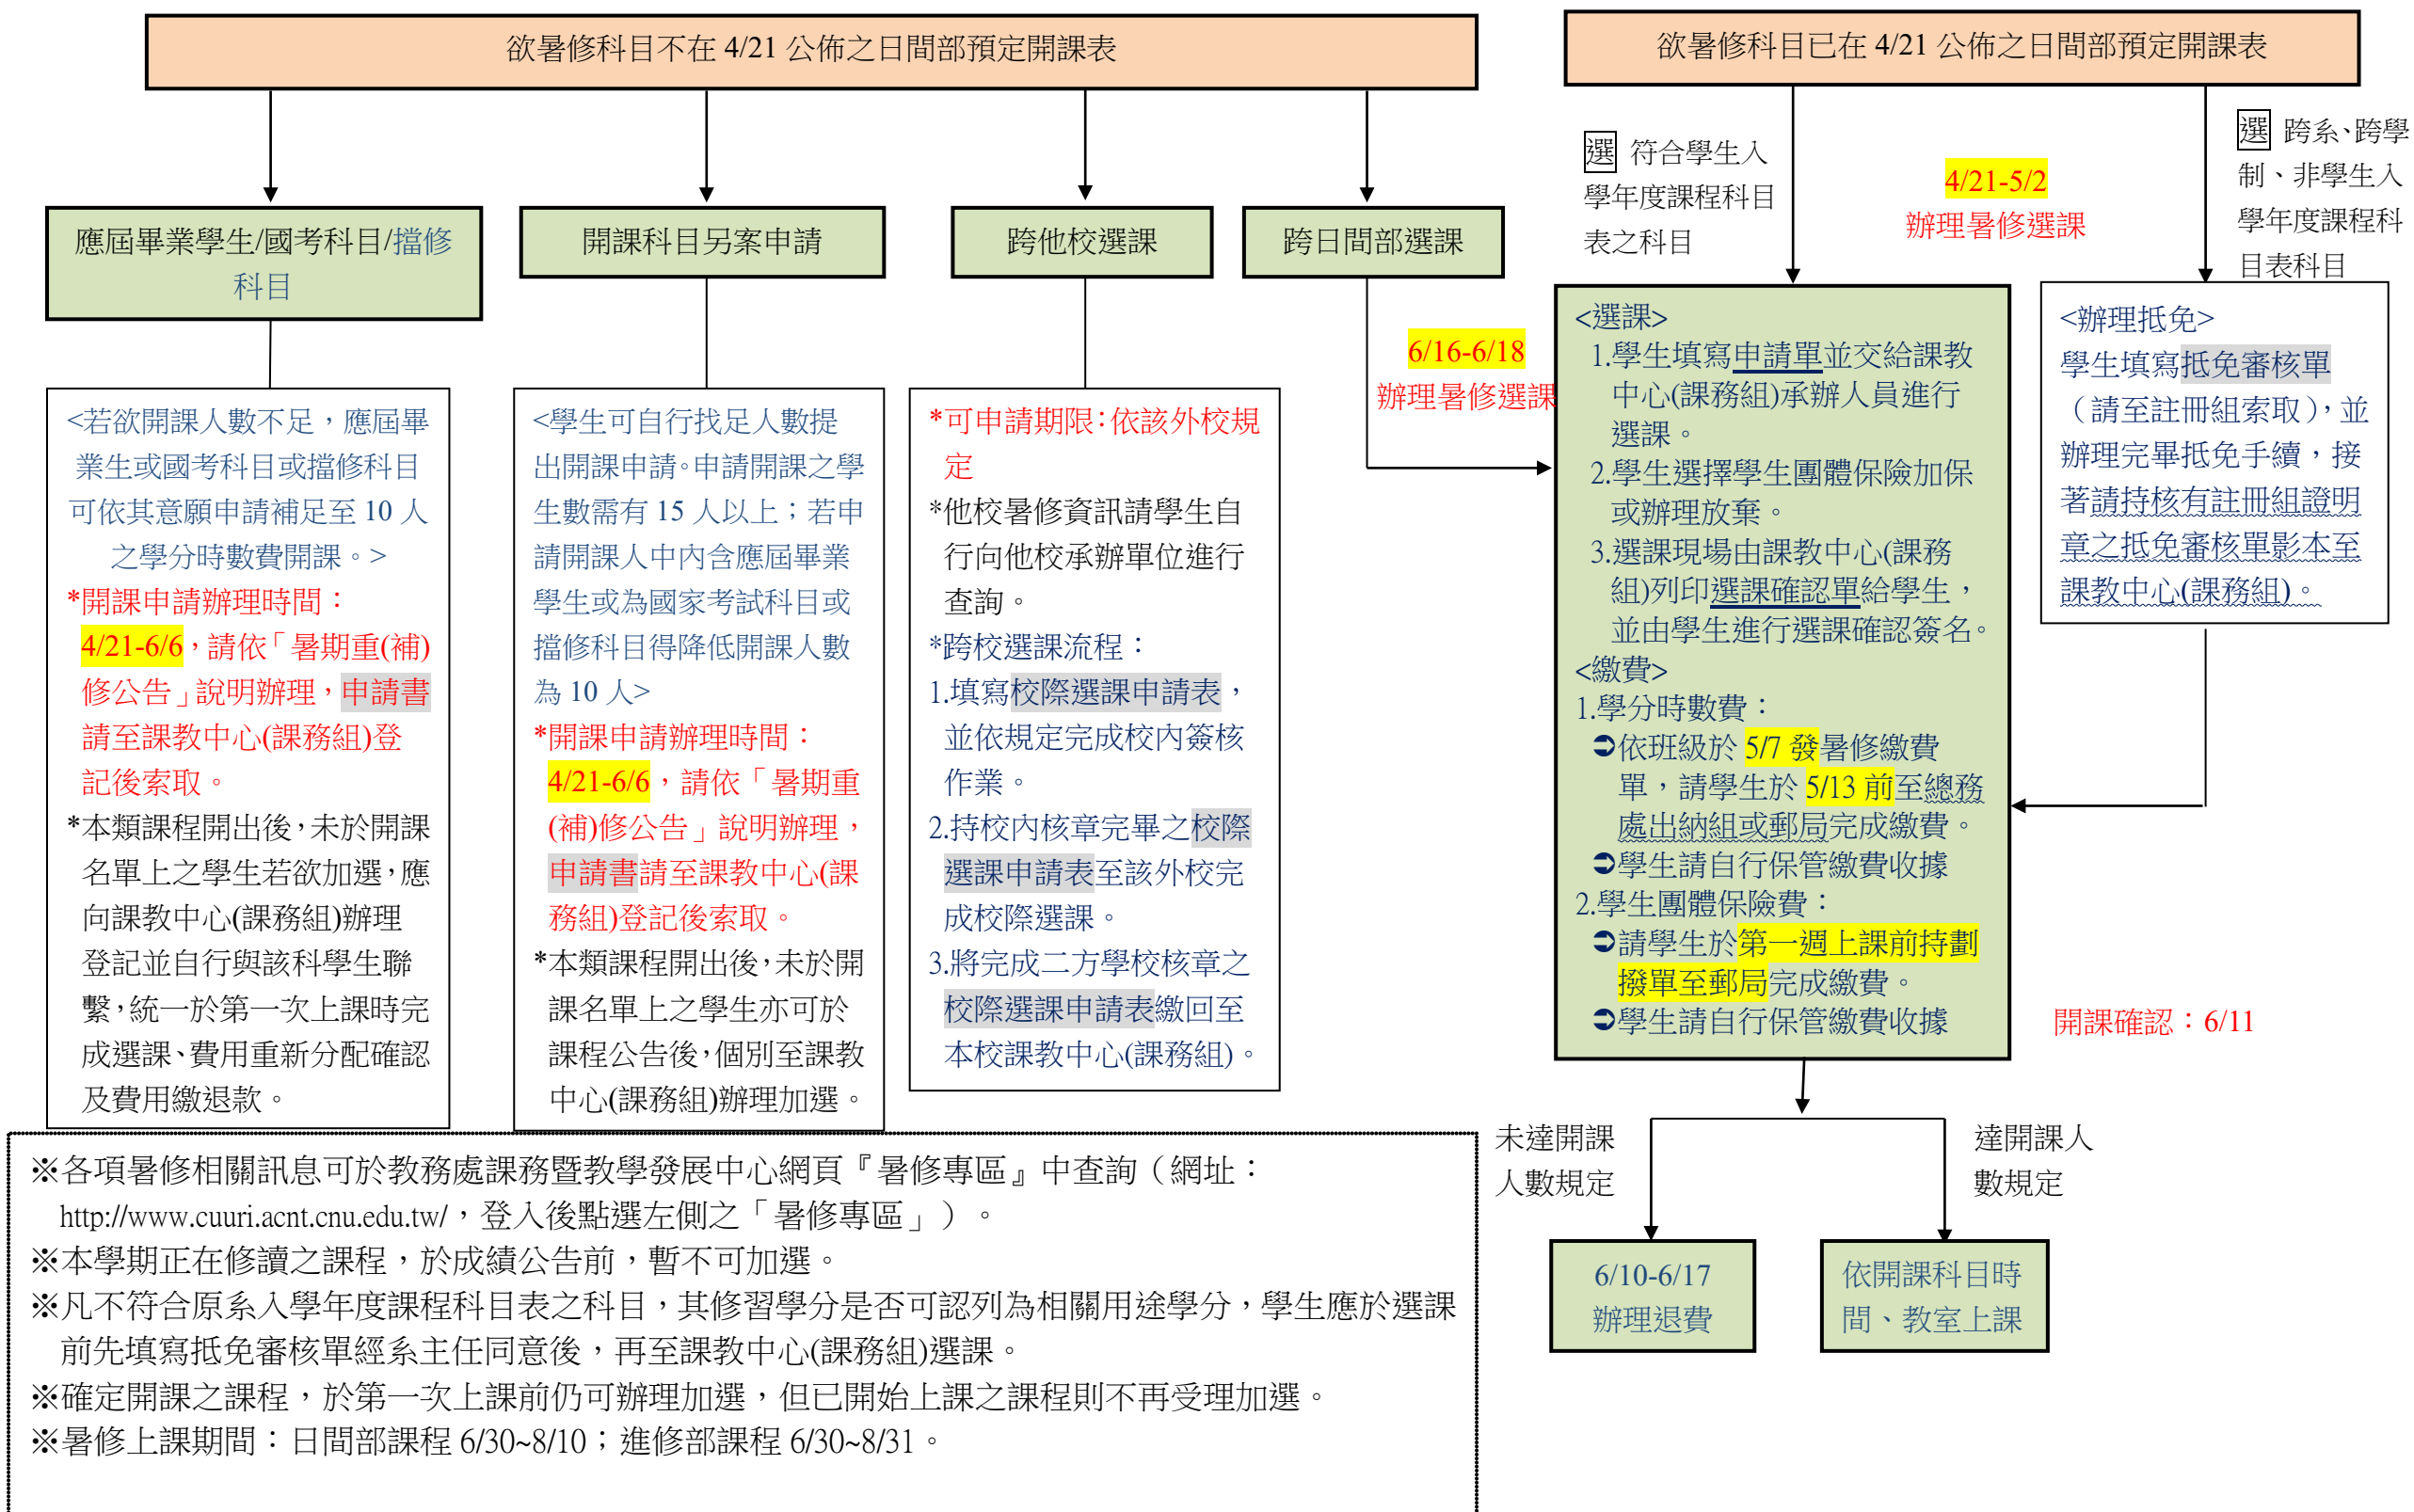 欲暑修科目不在 4/21 公佈之日間部預定開課表
應屆畢業學生/國考科目/擋修
科目
<若欲開課人數不足，應屆畢
業生或國考科目或擋修科目
可依其意願申請補足至 10 人
之學分時數費開課。>
*開課申請辦理時間：
4/21-6/6，請依「暑期重(補)
修公告」說明辦理，申請書
請至課教中心(課務組)登
記後索取。
*本類課程開出後，未於開課
名單上之學生若欲加選，應
向課教中心(課務組)辦理
登記並自行與該科學生聯
繫，統一於第一次上課時完
成選課、費用重新分配確認
及費用繳退款。
開課科目另案申請
<學生可自行找足人數提
出開課申請。申請開課之學
生數需有 15 人以上；若申
請開課人中內含應屆畢業
學生或為國家考試科目或
擋修科目得降低開課人數
為 10 人>
*開課申請辦理時間：
4/21-6/6，請依「暑期重
(補)修公告」說明辦理，
申請書請至課教中心(課
務組)登記後索取。
*本類課程開出後，未於開
課名單上之學生亦可於
課程公告後，個別至課教
中心(課務組)辦理加選。
跨他校選課
*可申請期限：依該外校規
定
*他校暑修資訊請學生自
行向他校承辦單位進行
查詢。
*跨校選課流程：
1.填寫校際選課申請表，
並依規定完成校內簽核
作業。
2.持校內核章完畢之校際
選課申請表至該外校完
成校際選課。
3.將完成二方學校核章之
校際選課申請表繳回至
本校課教中心(課務組)。
跨日間部選課
6/16-6/18
辦理暑修選課
欲暑修科目已在 4/21 公佈之日間部預定開課表
選 符合學生入
學年度課程科目
表之科目
4/21-5/2
辦理暑修選課
選 跨系、跨學
制、非學生入
學年度課程科
目表科目
<選課>
1.學生填寫申請單並交給課教
中心(課務組)承辦人員進行
選課。
2.學生選擇學生團體保險加保
或辦理放棄。
3.選課現場由課教中心(課務
組)列印選課確認單給學生，
並由學生進行選課確認簽名。
<繳費>
1.學分時數費：
➲依班級於 5/7 發暑修繳費
單，請學生於 5/13 前至總務
處出納組或郵局完成繳費。
➲學生請自行保管繳費收據
2.學生團體保險費：
➲請學生於第一週上課前持劃
撥單至郵局完成繳費。
➲學生請自行保管繳費收據
<辦理抵免>
學生填寫抵免審核單
（請至註冊組索取），並
辦理完畢抵免手續，接
著請持核有註冊組證明
章之抵免審核單影本至
課教中心(課務組)。
開課確認：6/11
未達開課
人數規定
達開課人
數規定
6/10-6/17
辦理退費
依開課科目時
間、教室上課
※各項暑修相關訊息可於教務處課務暨教學發展中心網頁『暑修專區』中查詢（網址：
http://www.cuuri.acnt.cnu.edu.tw/，登入後點選左側之「暑修專區」）。
※本學期正在修讀之課程，於成績公告前，暫不可加選。
※凡不符合原系入學年度課程科目表之科目，其修習學分是否可認列為相關用途學分，學生應於選課
前先填寫抵免審核單經系主任同意後，再至課教中心(課務組)選課。
※確定開課之課程，於第一次上課前仍可辦理加選，但已開始上課之課程則不再受理加選。
※暑修上課期間：日間部課程 6/30~8/10；進修部課程 6/30~8/31。